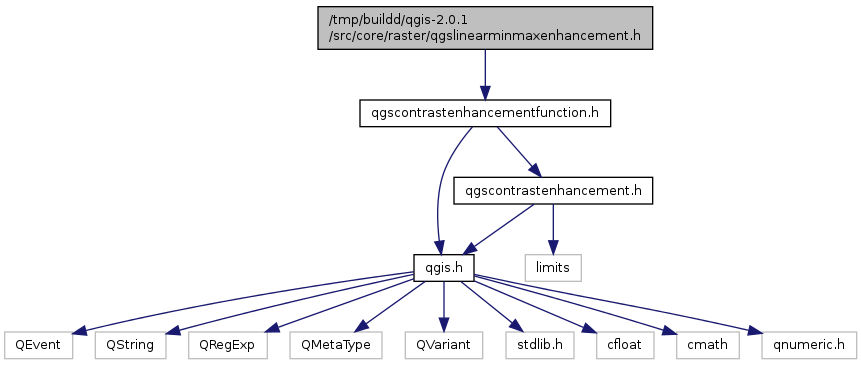 /tmp/buildd/qgis-2.0.1
/src/core/raster/qgslinearminmaxenhancement.h
qgscontrastenhancementfunction.h
qgscontrastenhancement.h
qgis.h
limits
QEvent
QString
QRegExp
QMetaType
QVariant
stdlib.h
cfloat
cmath
qnumeric.h